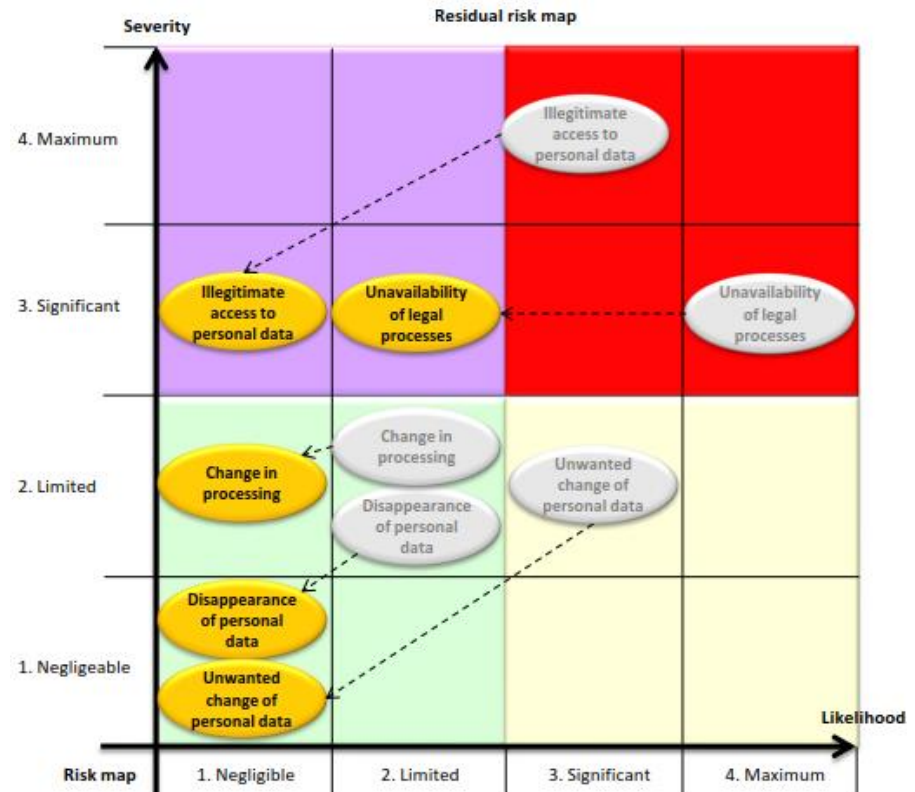 Residual risk map
Severity
4. Maximum
Illegitimate
access to
personal data
3. Significant
Illegitimate
access to
personal data
Unavailability
of legal
processes
Unavailability
of legal
processes
2. Limited
Change in
processing
Change in
processing
Disappearance
of personal
data
Unwanted
change of
personal data
1. Negligeable
Disappearance
of personal
data
Unwanted
change of
personal data
Likelihood
Risk map
1. Negligible
2. Limited
3. Significant
4. Maximum